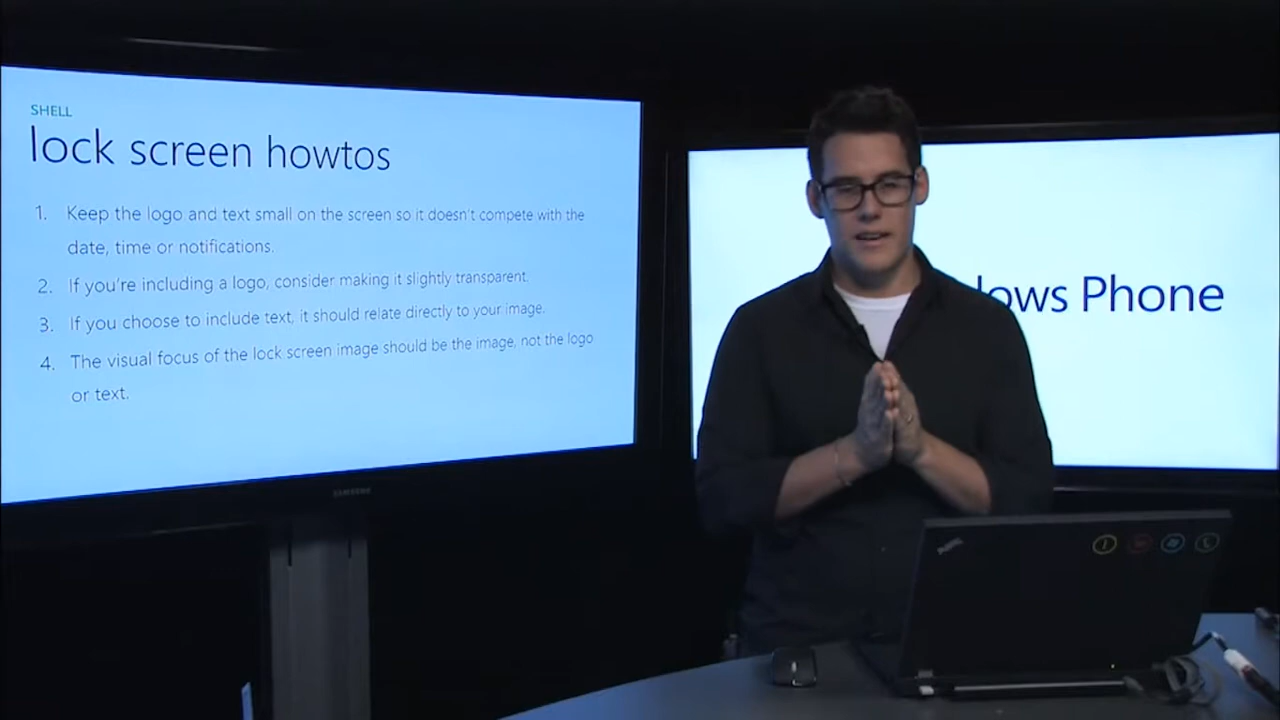 SHELL
lock screen howtos
1. Keep the logo and text small on the screen so it doesn't compete with the
date, time or notifications.
2. If you're including a logo, consider making it slightly transparent.
3. If you choose to include text, it should relate directly to your image.
4. The visual focus of the lock screen image should be the image, not the logo
or text.
SAMSUNG
dows Phone
ThinkPad